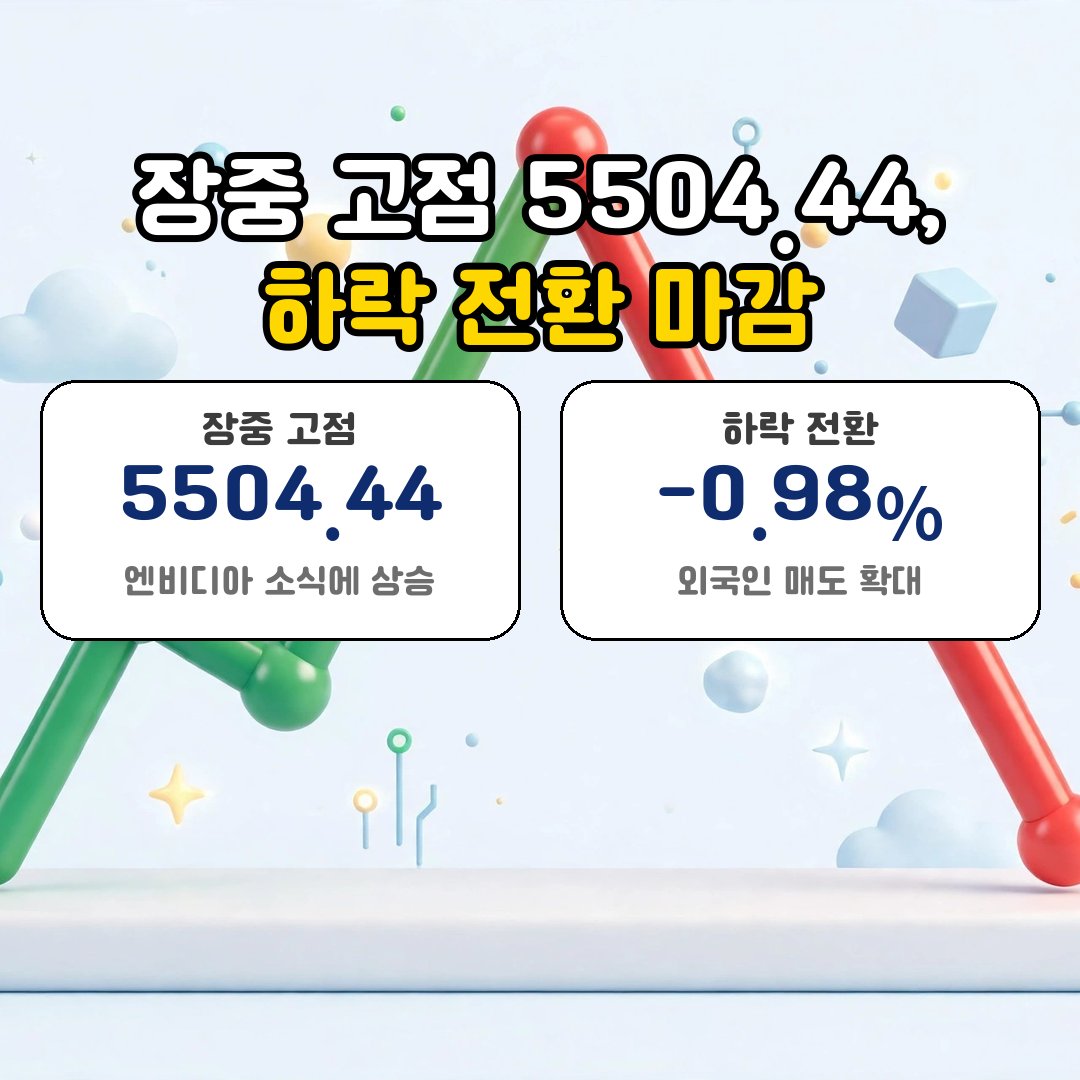 장중 고점 5504.44,
하락 전환 마감
장중 고점
5504.44
엔비디아 소식에 상승
하락 전환
-0.98%
외국인 매도 확대